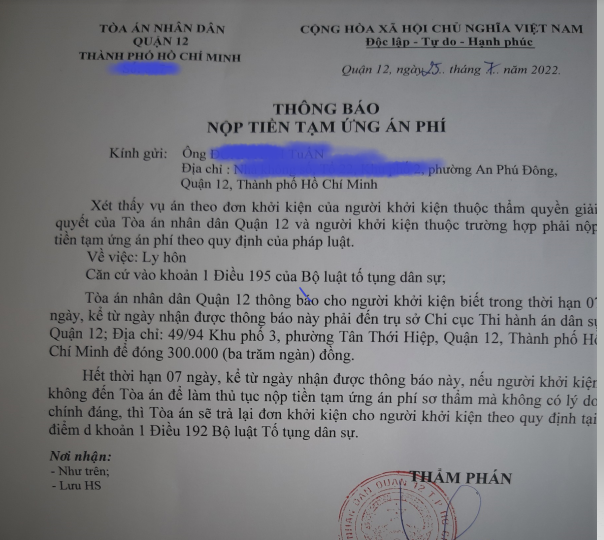 TÒA ÁN NHÂN DÂN
QUẬN 12
THÀNH PHỐ HỒ CHÍ MINH
CỘNG HÒA XÃ HỘI CHỦ NGHĨA VIỆT NAM
Độc lập - Tự do - Hạnh phúc
Quận 12, ngày 25. tháng 7. năm 2022.
THÔNG BÁO
NỘP TIỀN TẠM ỨNG ÁN PHÍ
Kính gửi: Ông
Địa chỉ : phường An Phú Đông,
Quận 12, Thành phố Hồ Chí Minh
Xét thấy vụ án theo đơn khởi kiện của người khởi kiện thuộc thẩm quyền giải
quyết của Tòa án nhân dân Quận 12 và người khởi kiện thuộc trường hợp phải nộp
tiền tạm ứng án phí theo quy định của pháp luật.
Về việc: Ly hôn
Căn cứ vào khoản 1 Điều 195 của Bộ luật tố tụng dân sự;
Tòa án nhân dân Quận 12 thông báo cho người khởi kiện biết trong thời hạn 07
ngày, kể từ ngày nhận được thông báo này phải đến trụ sở Chi cục Thi hành án dân sự
Quận 12; Địa chỉ: 49/94 Khu phố 3, phường Tân Thới Hiệp, Quận 12, Thành phố Hồ
Chí Minh để đóng 300.000 (ba trăm ngàn) đồng.
Hết thời hạn 07 ngày, kể từ ngày nhận được thông báo này, nếu người khởi kiện
không đến Tòa án để làm thủ tục nộp tiền tạm ứng án phí sơ thẩm mà không có lý do
chính đáng, thì Tòa án sẽ trả lại đơn khởi kiện cho người khởi kiện theo quy định tại
điểm d khoản 1 Điều 192 Bộ luật Tố tụng dân sự.
Nơi nhận:
- Như trên;
- Lưu HS
THẨM PHÁN
NHÂN DÂN QUẬN 12 T.P HỒ